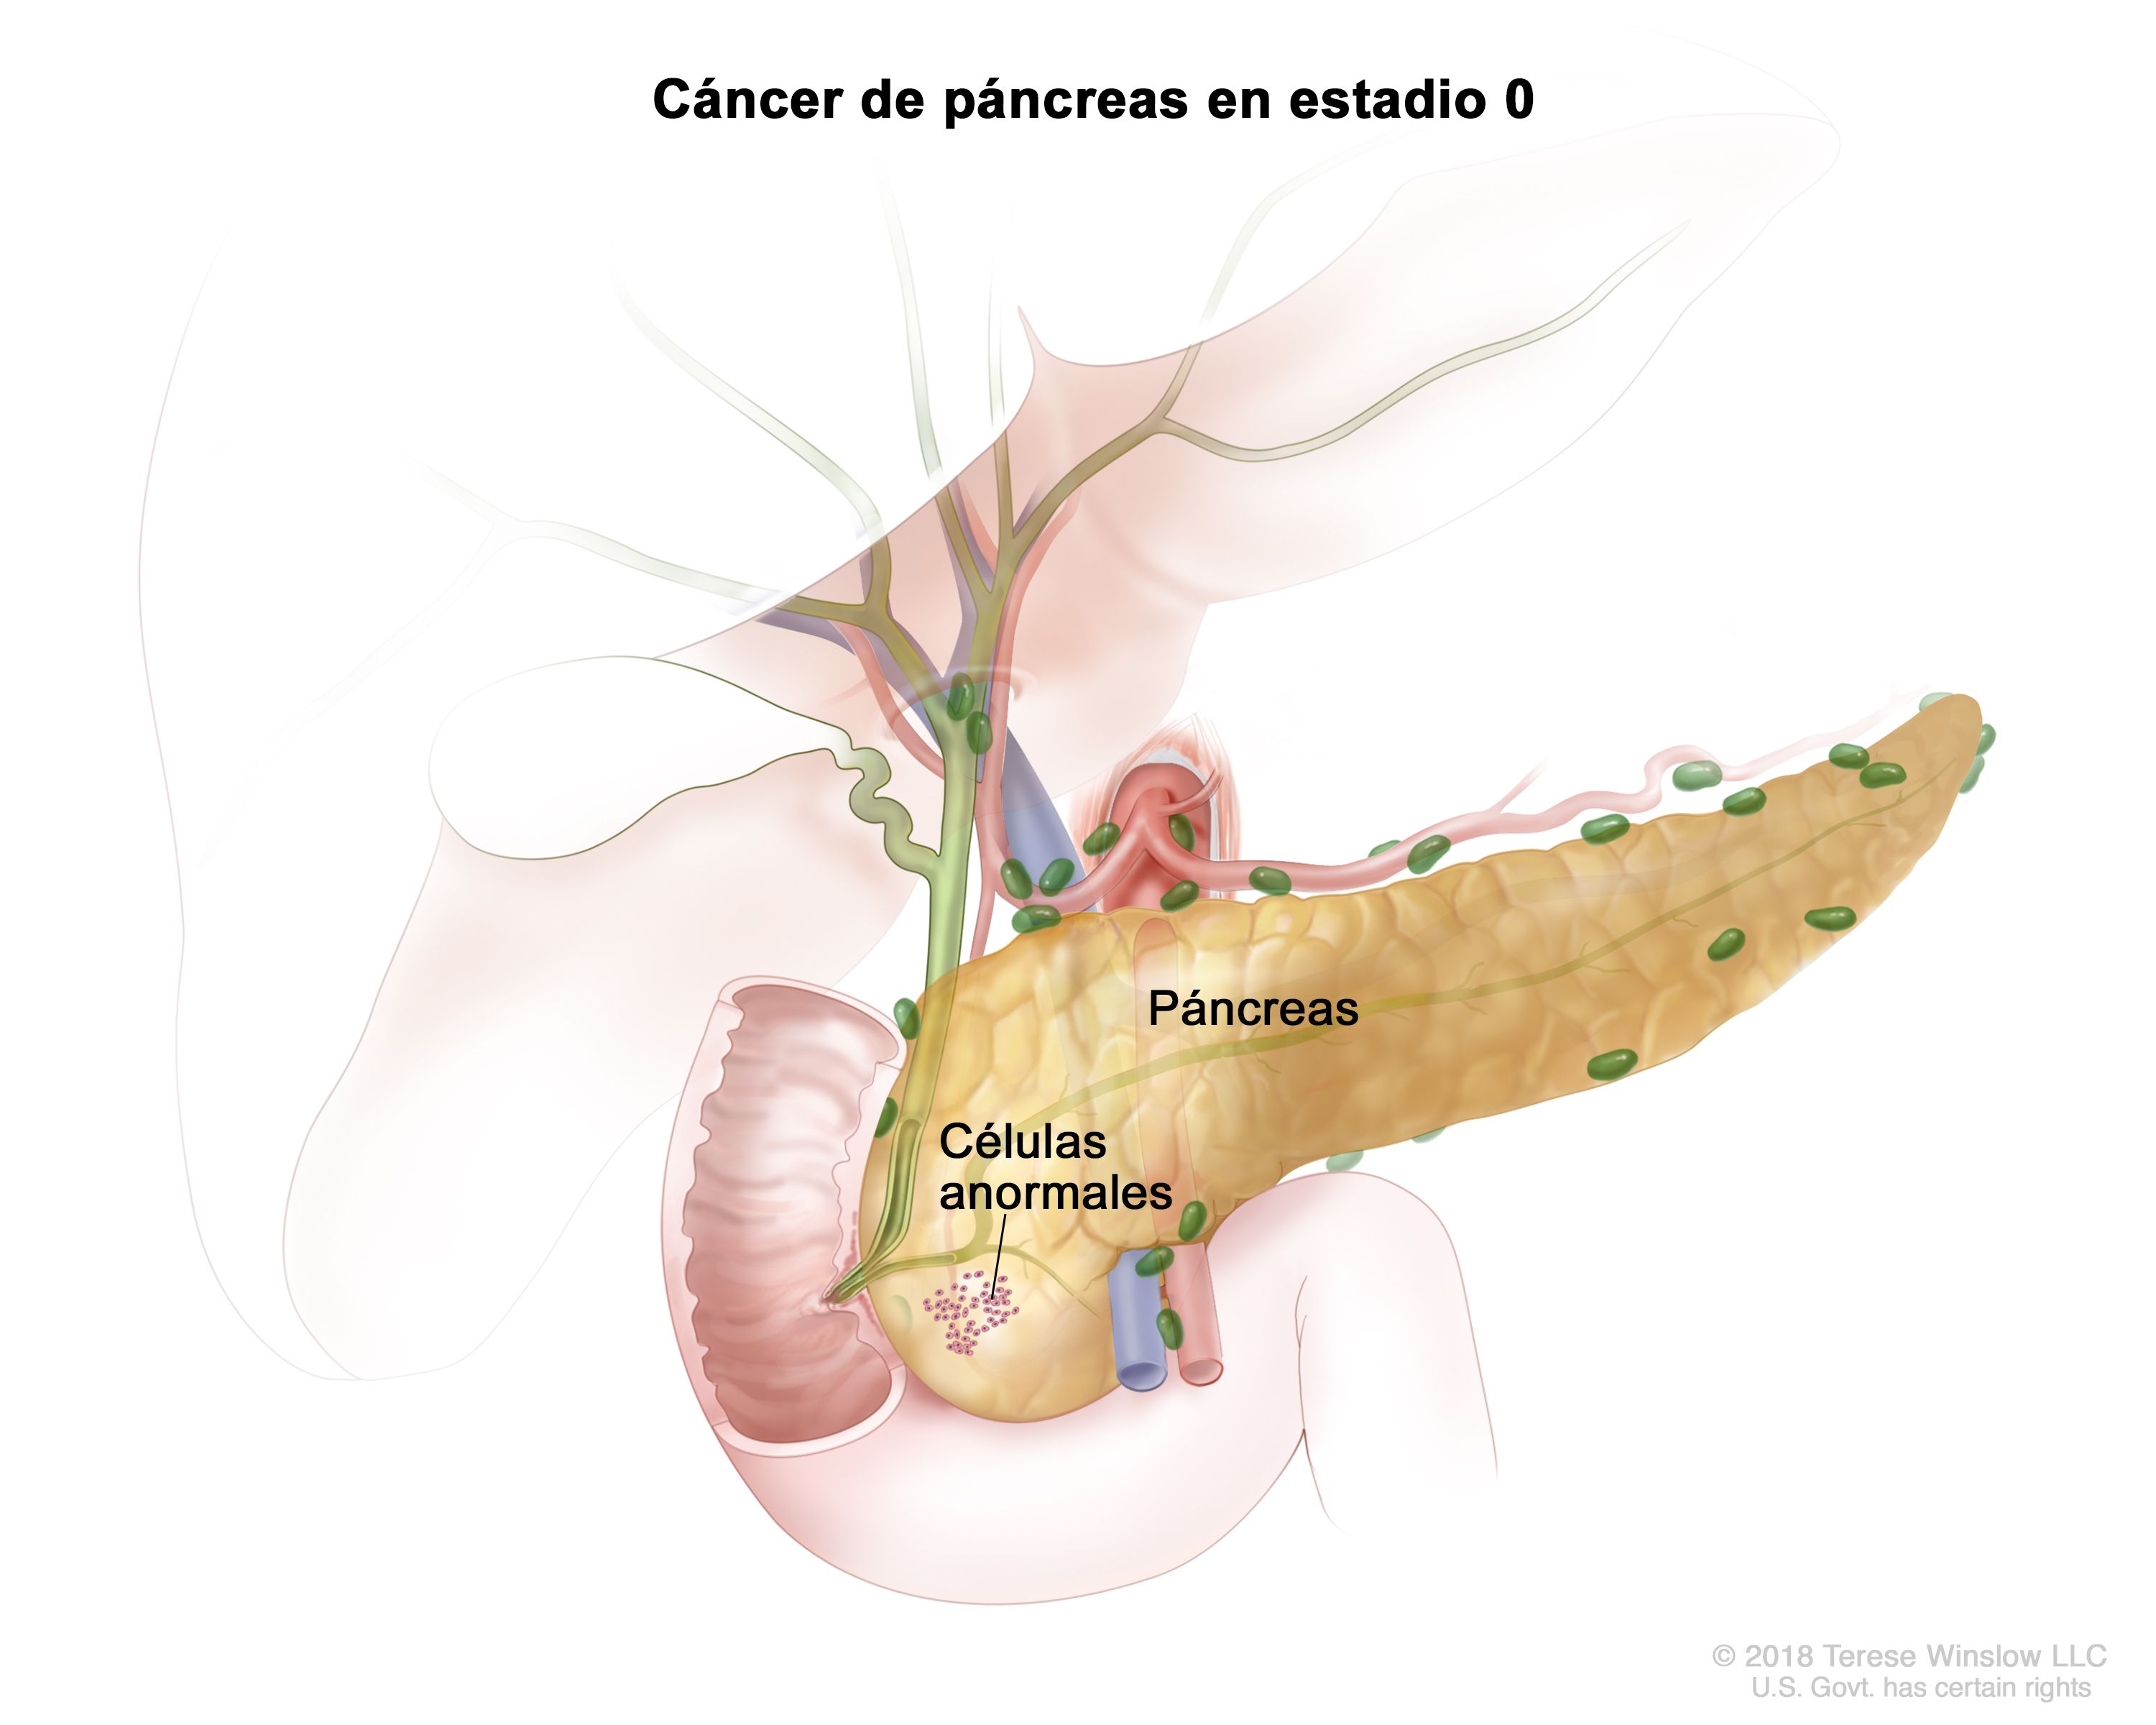 Cáncer de páncreas en estadio 0
Páncreas
Células
anormales
© 2018 Terese Winslow LLC
U.S. Govt. has certain rights